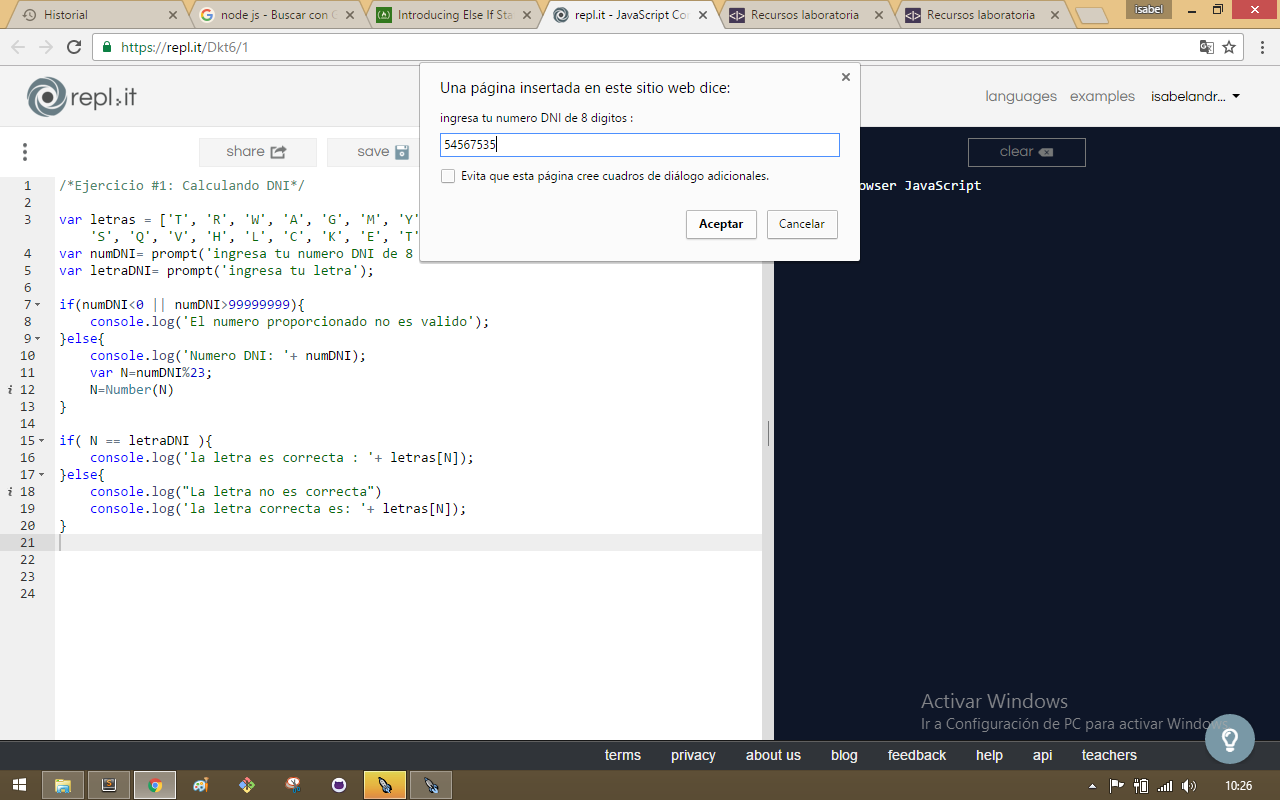 Historial
node js - Buscar con G
Introducing Else If Sta
repl.it - JavaScript Co
Recursos laboratoria
Recursos laboratoria
isabel
https://repl.it/Dkt6/1
repl.it
languages examples isabelandr...
Una página insertada en este sitio web dice:
ingresa tu numero DNI de 8 digitos :
54567535
Evita que esta página cree cuadros de diálogo adicionales.
Aceptar Cancelar
share save clear
1 /*Ejercicio #1: Calculando DNI*/
2
3 var letras = ['T', 'R', 'W', 'A', 'G', 'M', 'Y'
'S', 'Q', 'V', 'H', 'L', 'C', 'K', 'E', 'T'
4 var numDNI= prompt('ingresa tu numero DNI de 8
5 var letraDNI= prompt('ingresa tu letra');
6
7 if(numDNI<0 || numDNI>99999999){
8 console.log('El numero proporcionado no es valido');
9 }else{
10 console.log('Numero DNI: '+ numDNI);
11 var N=numDNI%23;
i 12 N=Number(N)
13 }
14
15 if( N == letraDNI ){
16 console.log('la letra es correcta : '+ letras[N]);
17 }else{
i 18 console.log("La letra no es correcta")
19 console.log('la letra correcta es: '+ letras[N]);
20 }
21
22
23
24
owser JavaScript
Activar Windows
Ir a Configuración de PC para activar Windows.
terms privacy about us blog feedback help api teachers
10:26